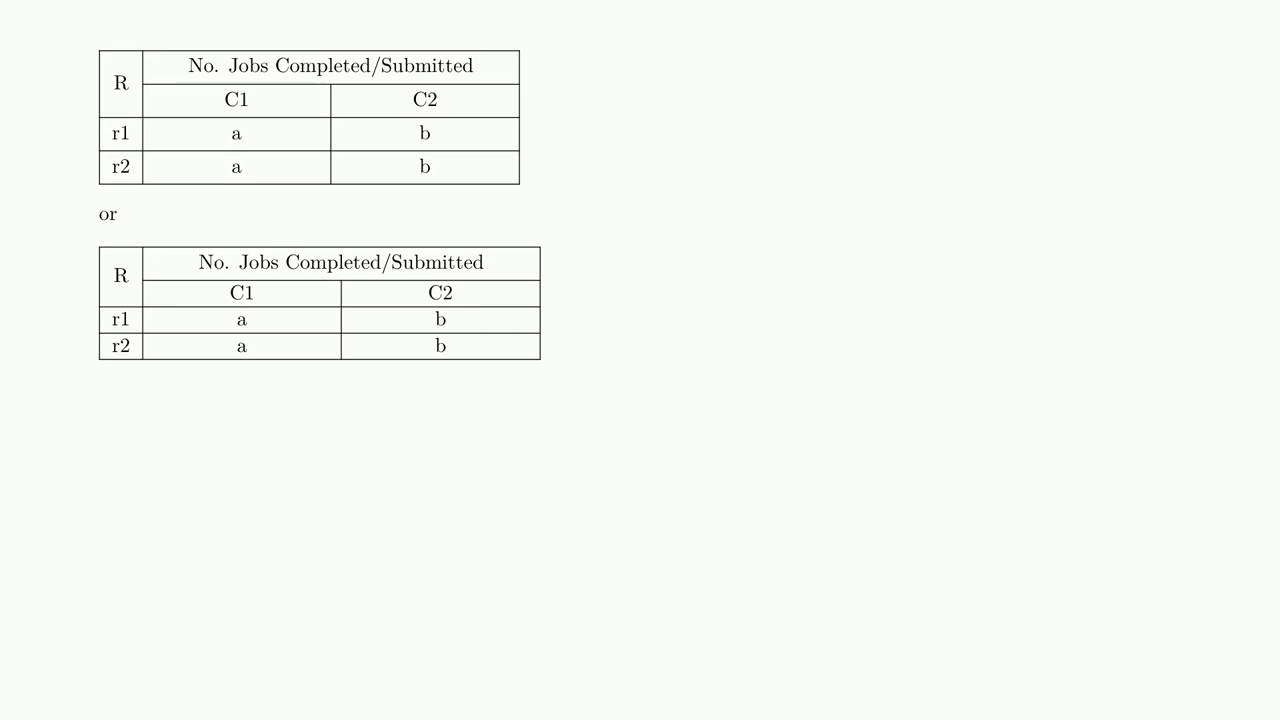 R No. Jobs Completed/Submitted
C1 C2
r1 a b
r2 a b
or
R No. Jobs Completed/Submitted
C1 C2
r1 a b
r2 a b